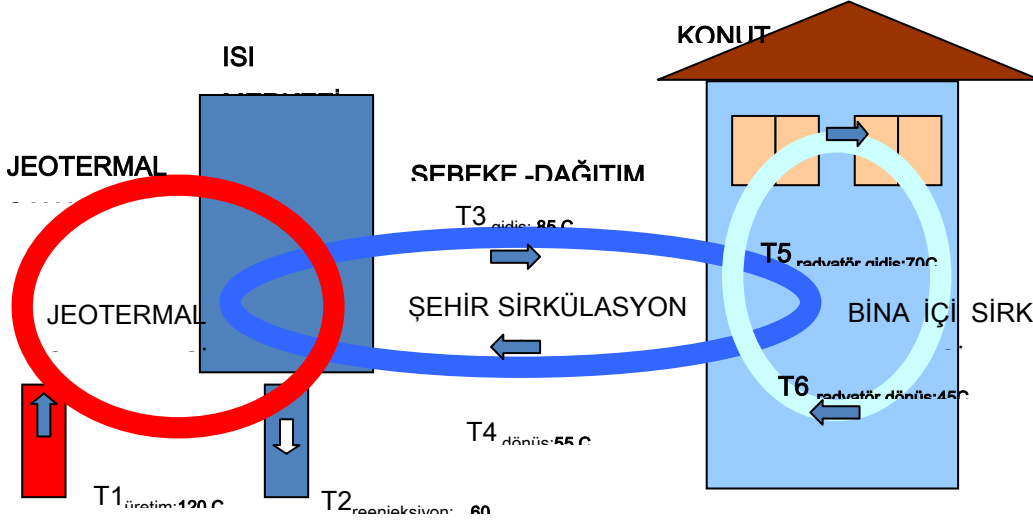 ISI
MERKEZİ
KONUT
JEOTERMAL
ŞEBEKE -DAĞITIM
T3 gidiş: 85 C
T5 radyatör gidiş:70C
JEOTERMAL
ŞEHİR SİRKÜLASYON
BİNA İÇİ SİRK
T6 radyatör dönüş:45C
T4 dönüş:55 C
T1 üretim:120 C
T2 reenjeksiyon: 60